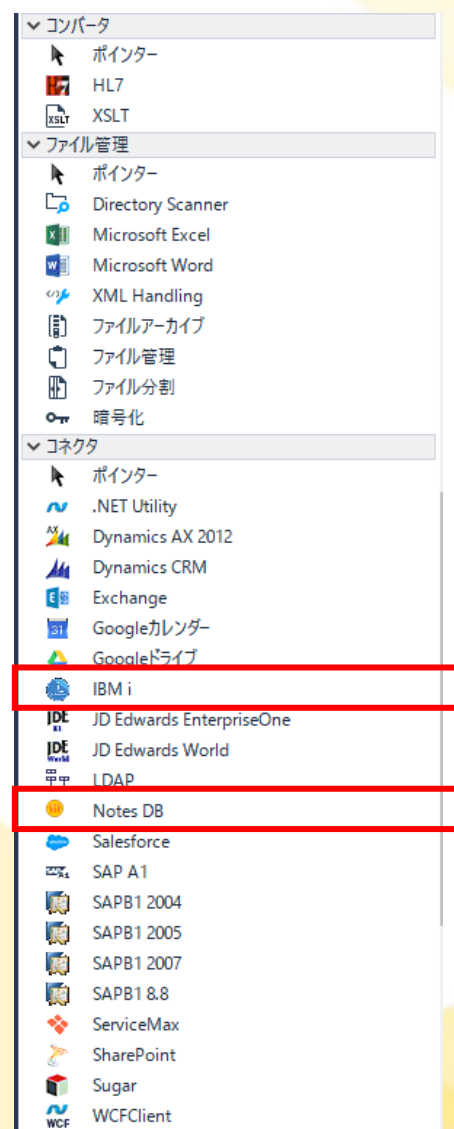 コンバータ
ポインター
HL7
XSLT
ファイル管理
ポインター
Directory Scanner
Microsoft Excel
Microsoft Word
XML Handling
ファイルアーカイブ
ファイル管理
ファイル分割
暗号化
コネクタ
ポインター
.NET Utility
Dynamics AX 2012
Dynamics CRM
Exchange
Googleカレンダー
Googleドライブ
IBM i
JD Edwards EnterpriseOne
JD Edwards World
LDAP
Notes DB
Salesforce
SAP A1
SAPB1 2004
SAPB1 2005
SAPB1 2007
SAPB1 8.8
ServiceMax
SharePoint
Sugar
WCFClient